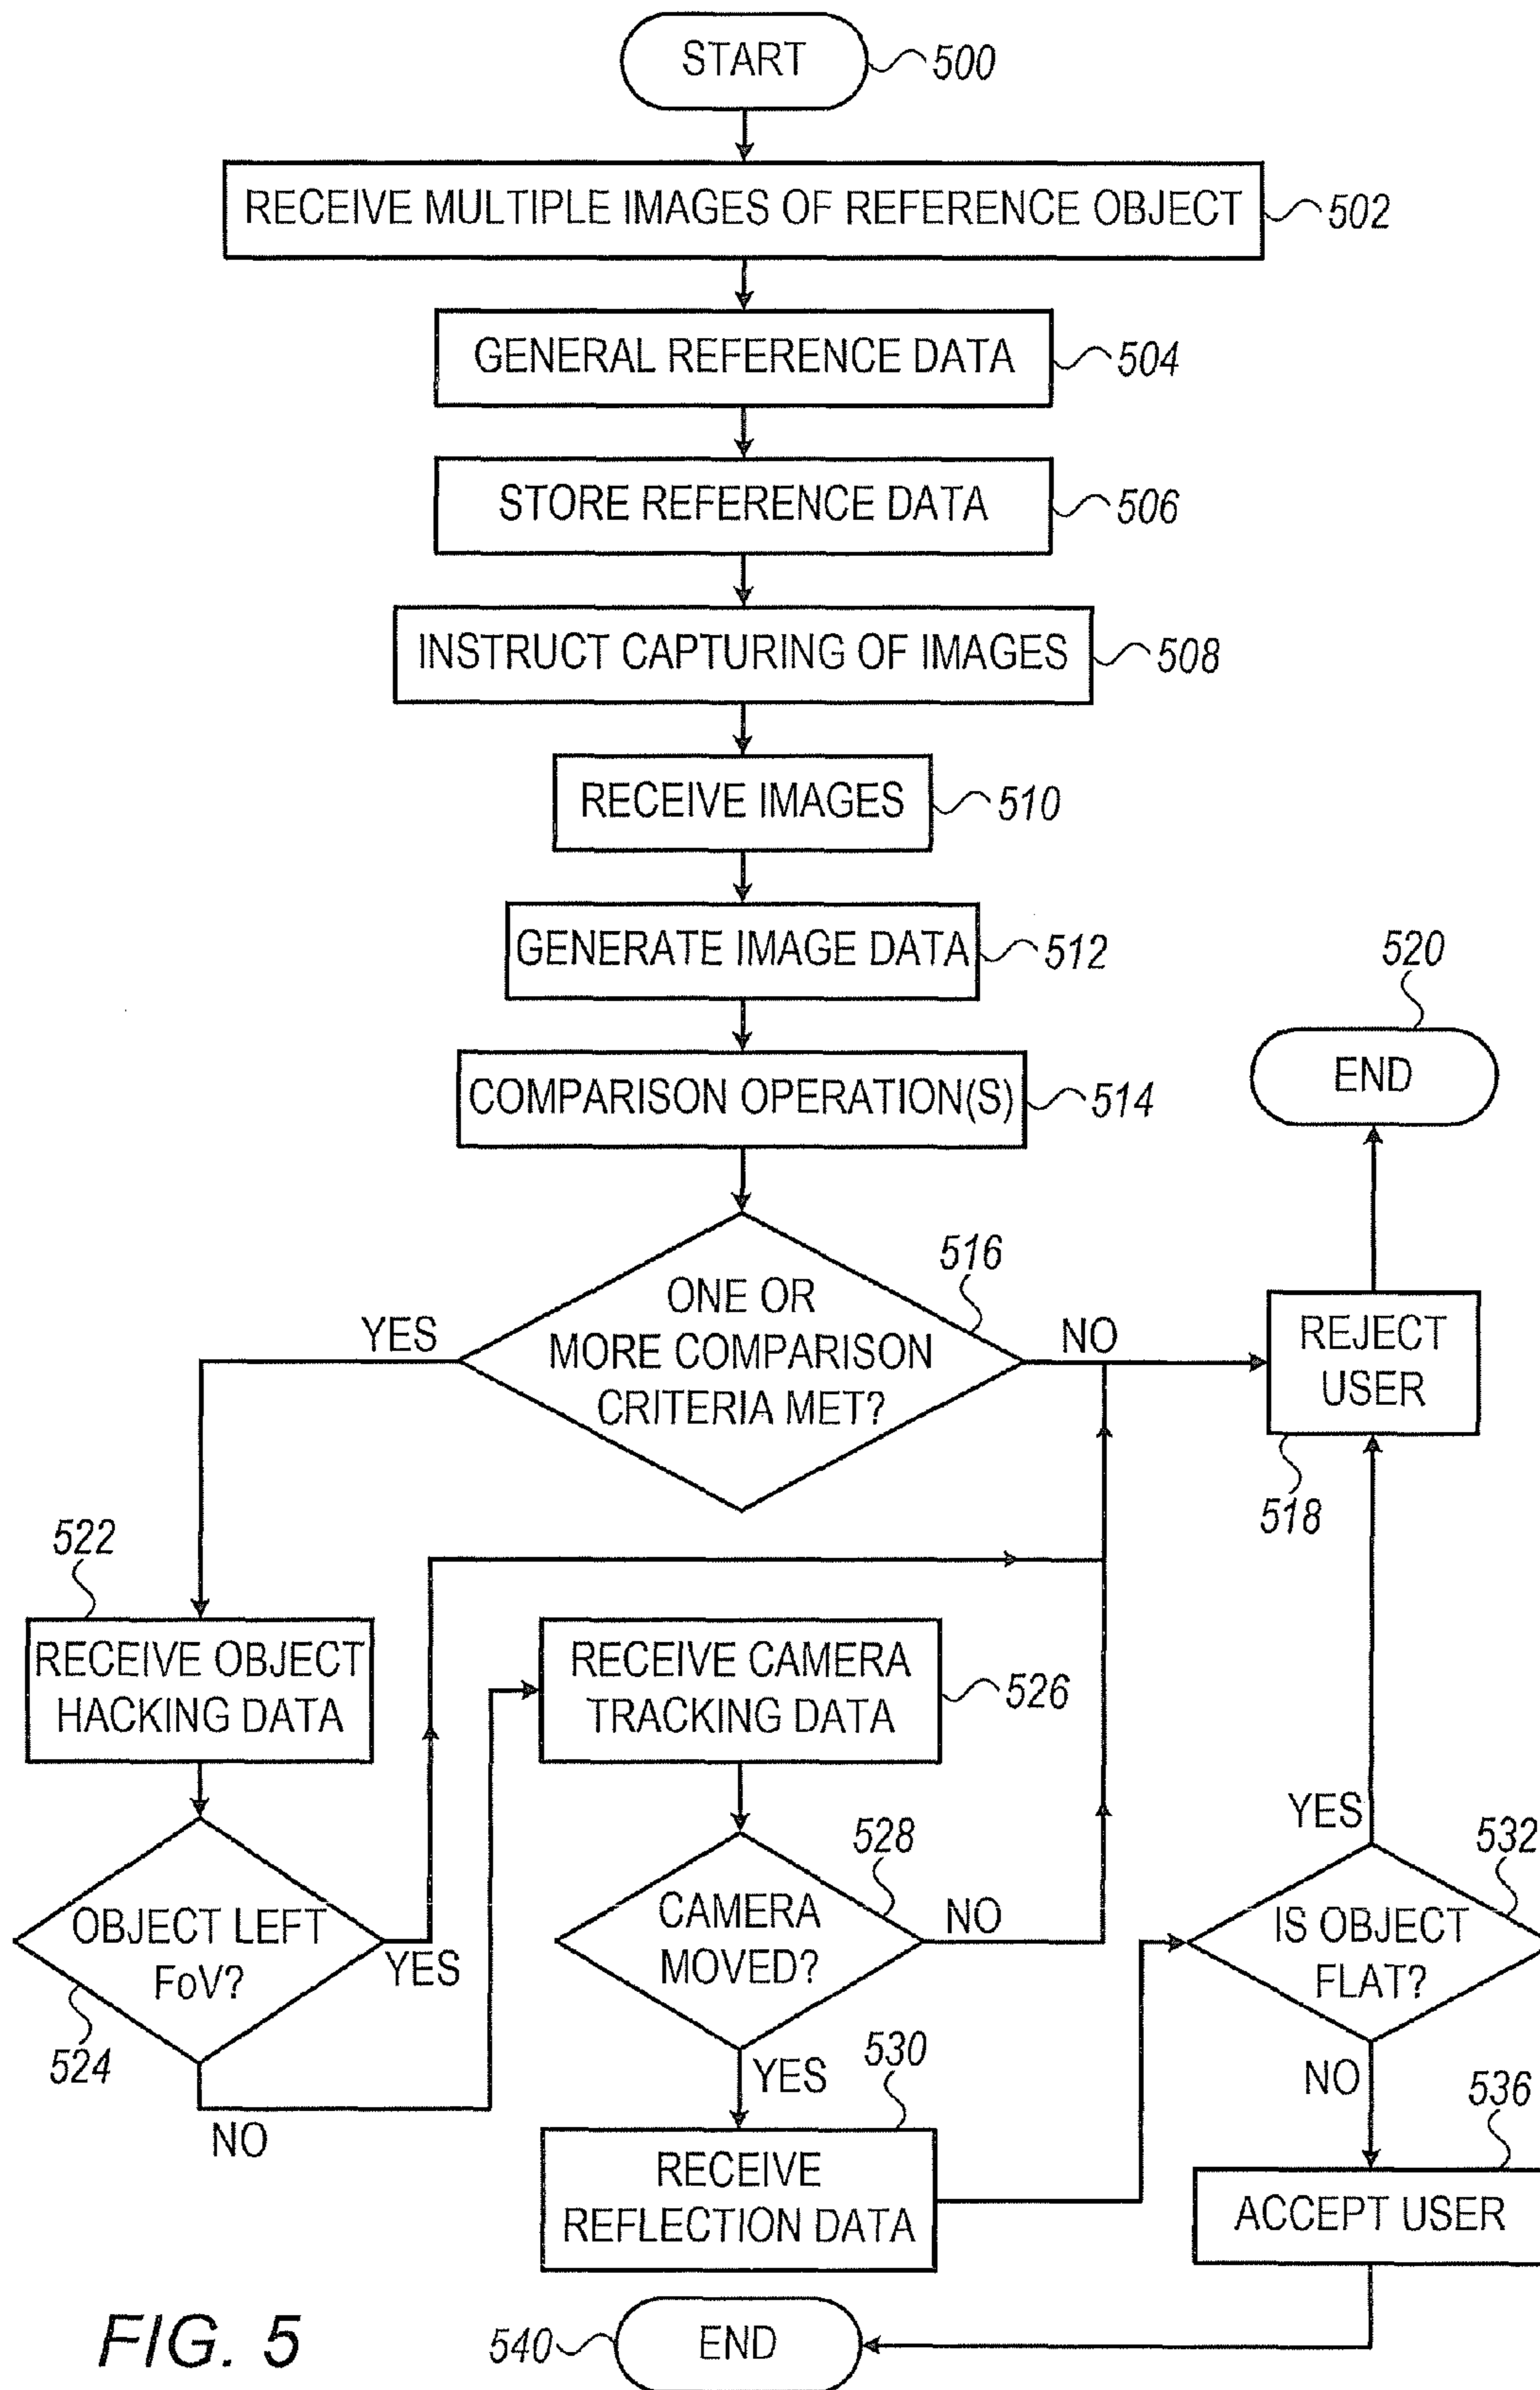 START
500
RECEIVE MULTIPLE IMAGES OF REFERENCE OBJECT
502
GENERAL REFERENCE DATA
504
STORE REFERENCE DATA
506
INSTRUCT CAPTURING OF IMAGES
508
RECEIVE IMAGES
510
GENERATE IMAGE DATA
512
520
END
COMPARISON OPERATION(S)
514
516
ONE OR
MORE COMPARISON
CRITERIA MET?
YES
NO
REJECT
USER
518
522
RECEIVE OBJECT
HACKING DATA
RECEIVE CAMERA
TRACKING DATA
526
OBJECT LEFT
FoV?
YES
524
NO
528
CAMERA
MOVED?
NO
YES
530
RECEIVE
REFLECTION DATA
YES
532
IS OBJECT
FLAT?
NO
536
ACCEPT USER
540
END
FIG. 5